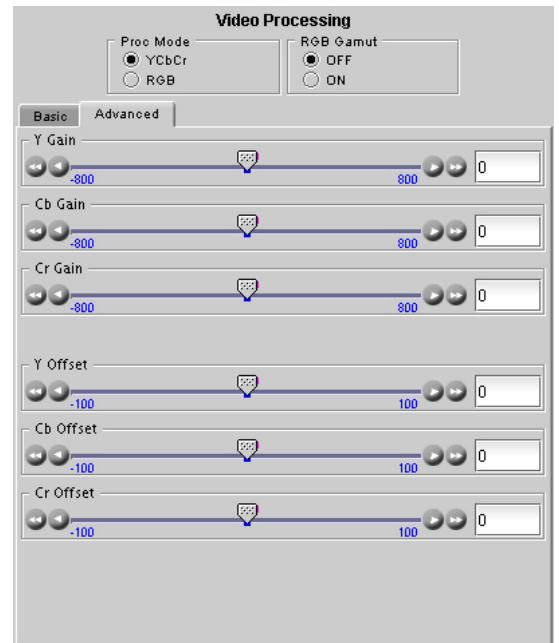 Video Processing
Proc Mode
YCbCr
RGB
RGB Gamut
OFF
ON
Basic
Advanced
Y Gain
-800
800
0
Cb Gain
-800
800
0
Cr Gain
-800
800
0
Y Offset
-100
100
0
Cb Offset
-100
100
0
Cr Offset
-100
100
0